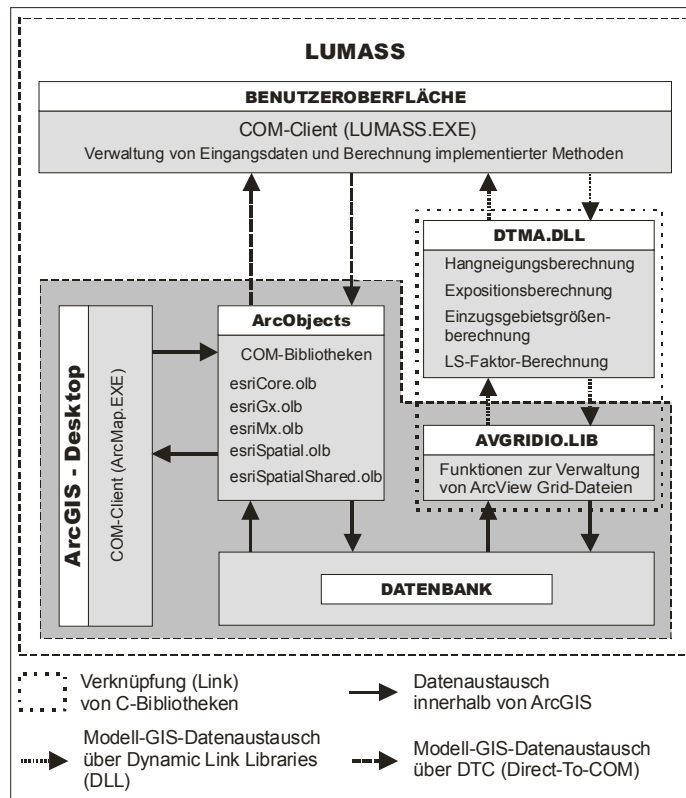 LUMASS
BENUTZEROBERFLÄCHE
COM-Client (LUMASS.EXE)
Verwaltung von Eingangsdaten und Berechnung implementierter Methoden
DTMA.DLL
Hangneigungsberechnung
Expositionsberechnung
Einzugsgebietsgrößen-
berechnung
LS-Faktor-Berechnung
ArcGIS - Desktop
COM-Client (ArcMap.EXE)
ArcObjects
COM-Bibliotheken
esriCore.olb
esriGx.olb
esriMx.olb
esriSpatial.olb
esriSpatialShared.olb
AVGRIDIO.LIB
Funktionen zur Verwaltung
von ArcView Grid-Dateien
DATENBANK
Verknüpfung (Link)
von C-Bibliotheken
Datenaustausch
innerhalb von ArcGIS
Modell-GIS-Datenaustausch
über Dynamic Link Libraries
(DLL)
Modell-GIS-Datenaustausch
über DTC (Direct-To-COM)